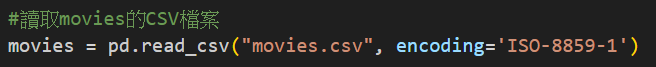 #讀取movies的CSV檔案
movies = pd.read_csv("movies.csv", encoding='ISO-8859-1')